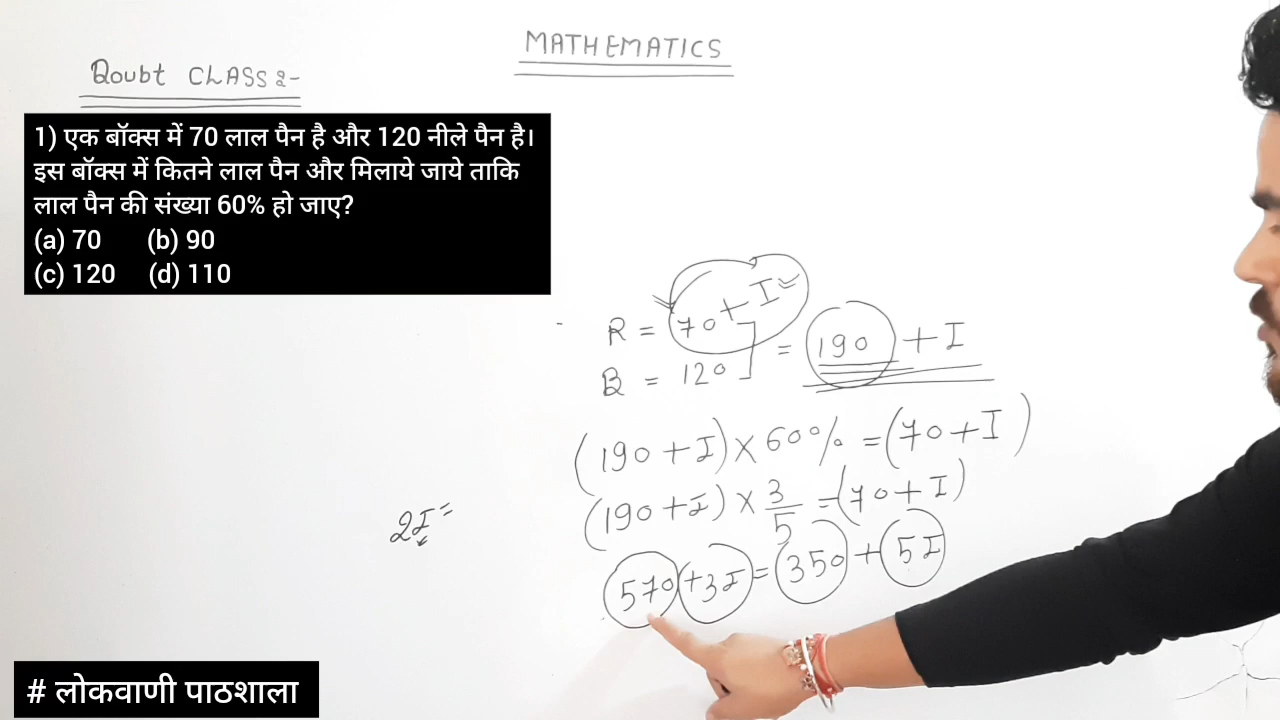 MATHEMATICS
Doubt CLASS 2-
1) एक बॉक्स में 70 लाल पैन है और 120 नीले पैन है।
इस बॉक्स में कितने लाल पैन और मिलाये जाये ताकि
लाल पैन की संख्या 60% हो जाए?
(a) 70 (b) 90
(c) 120 (d) 110
R = 70 + I
B = 120 = 190 + I
(190 + I) × 60% = (70 + I)
(190 + I) × 3/5 = (70 + I)
570 + 3I = 350 + 5I
2I =
# लोकवाणी पाठशाला